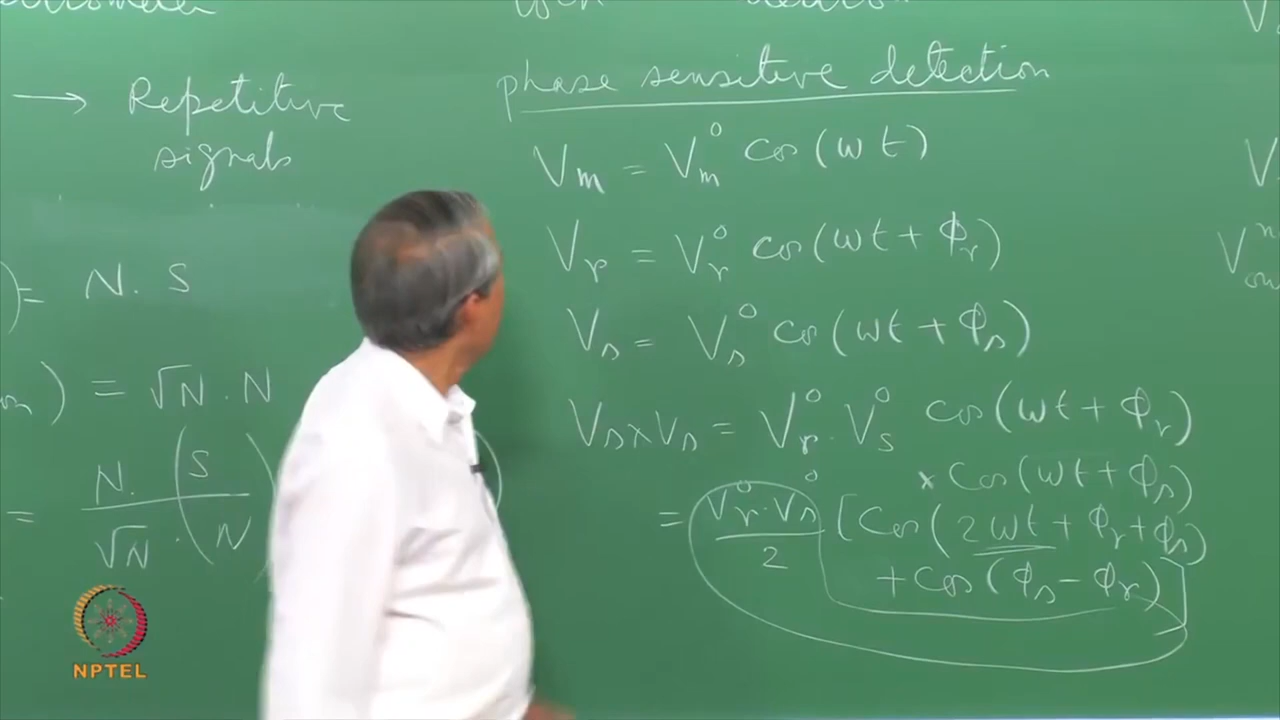 → Repetitive
signals
) = N. S
) = √N . N
= N. (S
√N . (N
phase sensitive detection
Vm = Vm° cos (ωt)
Vr = Vr° cos (ωt + φr)
Vs = Vs° cos (ωt + φs)
Vs × Vs = Vr° . Vs° cos (ωt + φr)
× Cos (ωt + φs)
= Vr° . Vs° / 2 [Cos (2ωt + φr + φs)
+ Cos (φs − φr)]
NPTEL